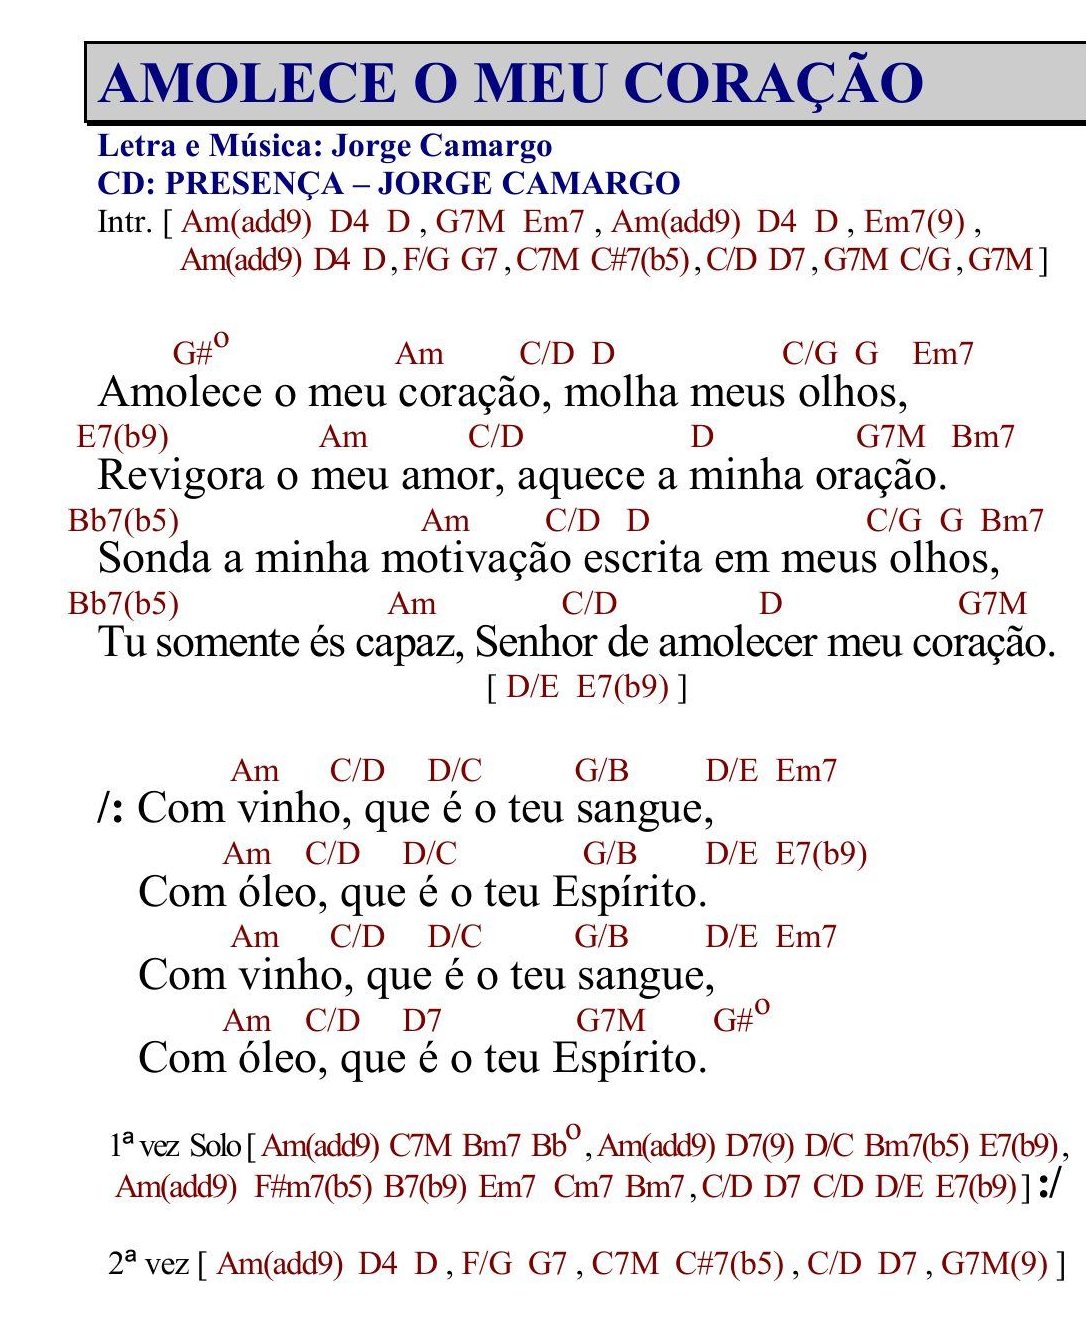 AMOLECE O MEU CORAÇÃO
Letra e Música: Jorge Camargo
CD: PRESENÇA – JORGE CAMARGO
Intr. [ Am(add9) D4 D , G7M Em7 , Am(add9) D4 D , Em7(9) ,
Am(add9) D4 D , F/G G7 , C7M C#7(b5) , C/D D7 , G7M C/G , G7M ]
G#º Am C/D D C/G G Em7
Amolece o meu coração, molha meus olhos,
E7(b9) Am C/D D G7M Bm7
Revigora o meu amor, aquece a minha oração.
Bb7(b5) Am C/D D C/G G Bm7
Sonda a minha motivação escrita em meus olhos,
Bb7(b5) Am C/D D G7M
Tu somente és capaz, Senhor de amolecer meu coração.
[ D/E E7(b9) ]
Am C/D D/C G/B D/E Em7
/: Com vinho, que é o teu sangue,
Am C/D D/C G/B D/E E7(b9)
Com óleo, que é o teu Espírito.
Am C/D D/C G/B D/E Em7
Com vinho, que é o teu sangue,
Am C/D D7 G7M G#º
Com óleo, que é o teu Espírito.
1ª vez Solo [ Am(add9) C7M Bm7 Bbº , Am(add9) D7(9) D/C Bm7(b5) E7(b9) ,
Am(add9) F#m7(b5) B7(b9) Em7 Cm7 Bm7 , C/D D7 C/D D/E E7(b9) ] :/
2ª vez [ Am(add9) D4 D , F/G G7 , C7M C#7(b5) , C/D D7 , G7M(9) ]